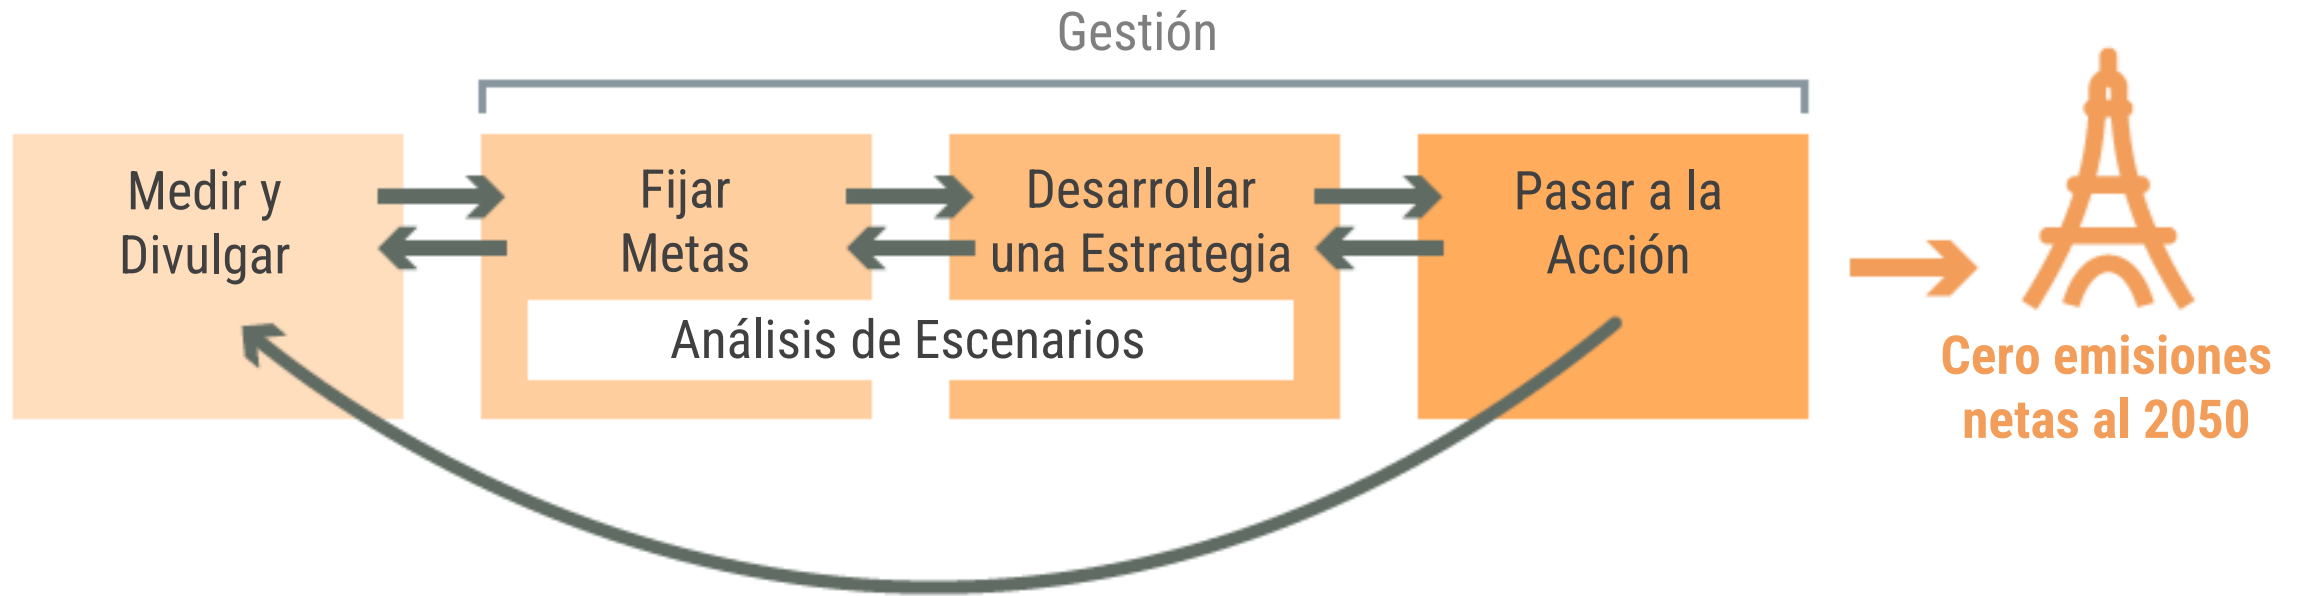 Gestión
Medir y
Divulgar
Fijar
Metas
Desarrollar
una Estrategia
Pasar a la
Acción
Análisis de Escenarios
Cero emisiones
netas al 2050